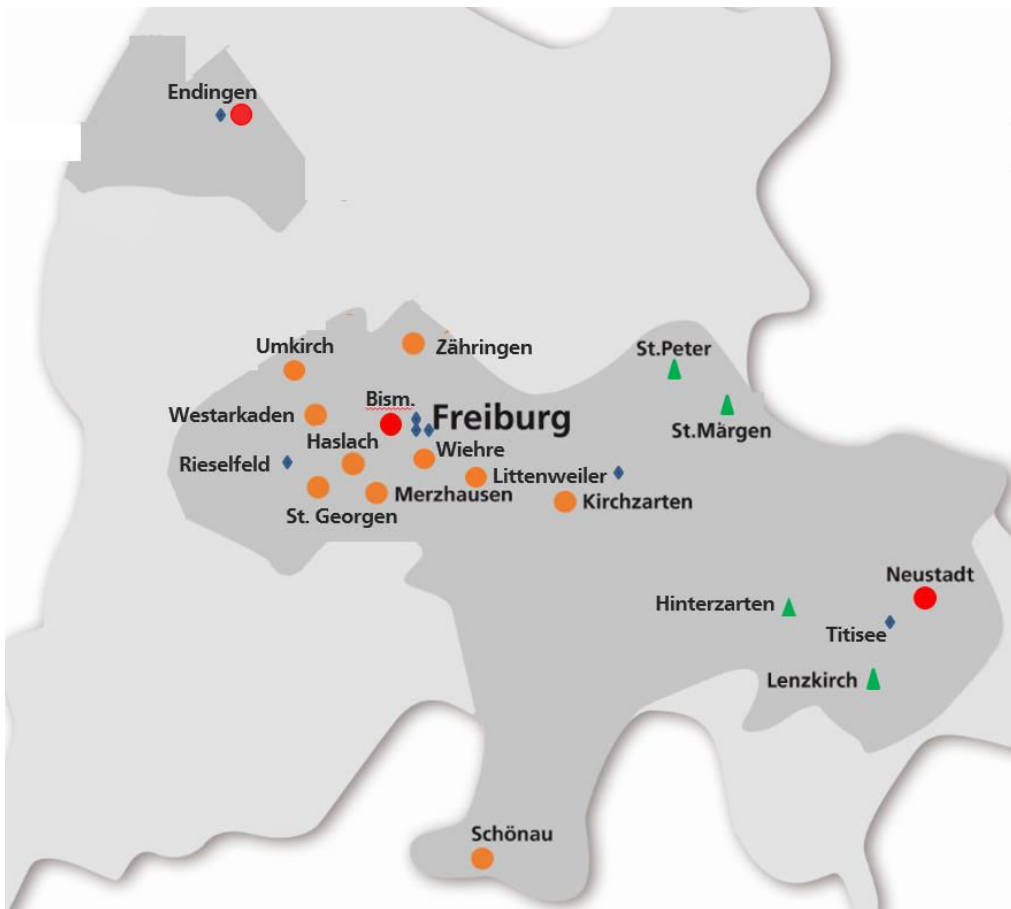 Endingen
Umkirch
Zähringen
St.Peter
Westarkaden
Bism.
Freiburg
St.Märgen
Haslach
Wiehre
Rieselfeld
Littenweiler
St. Georgen
Merzhausen
Kirchzarten
Neustadt
Hinterzarten
Titisee
Lenzkirch
Schönau